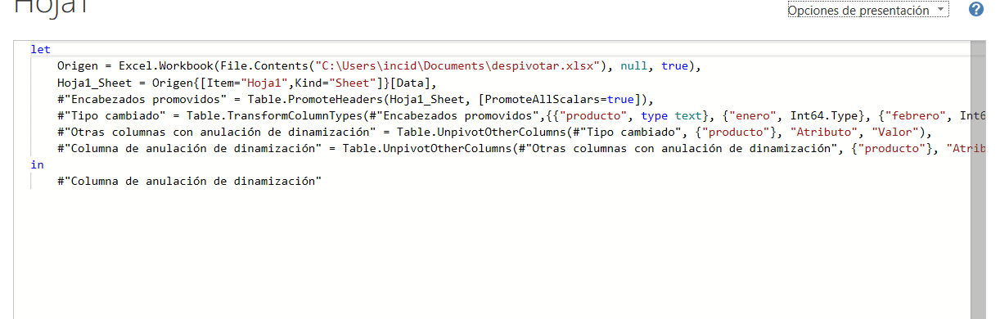 Hoja1
Opciones de presentación
let
Origen = Excel.Workbook(File.Contents("C:\Users\incid\Documents\despivotar.xlsx"), null, true),
Hoja1_Sheet = Origen{[Item="Hoja1",Kind="Sheet"]}[Data],
#"Encabezados promovidos" = Table.PromoteHeaders(Hoja1_Sheet, [PromoteAllScalars=true]),
#"Tipo cambiado" = Table.TransformColumnTypes(#"Encabezados promovidos",{{"producto", type text}, {"enero", Int64.Type}, {"febrero", Int6
#"Otras columnas con anulación de dinamización" = Table.UnpivotOtherColumns(#"Tipo cambiado", {"producto"}, "Atributo", "Valor"),
#"Columna de anulación de dinamización" = Table.UnpivotOtherColumns(#"Otras columnas con anulación de dinamización", {"producto"}, "Atrib
in
#"Columna de anulación de dinamización"